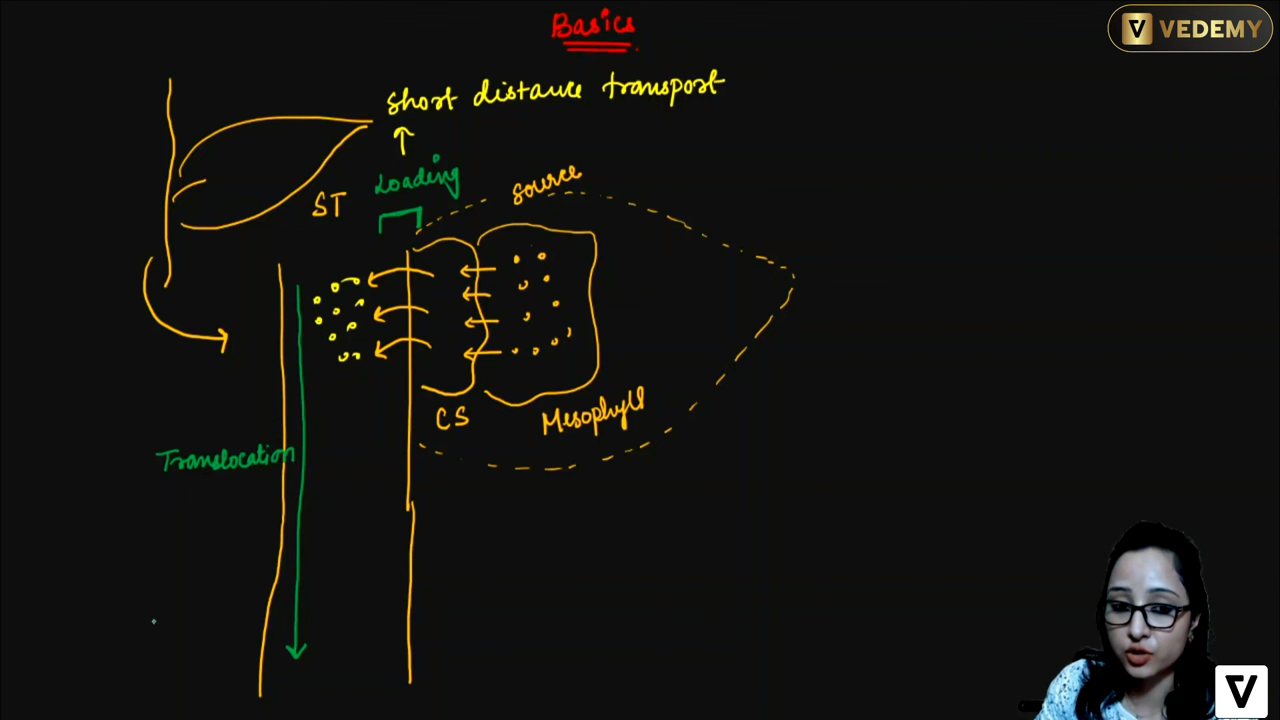 Basics
VEDEMY
short distance transport
Loading
source
ST
CS
Mesophyll
Translocation